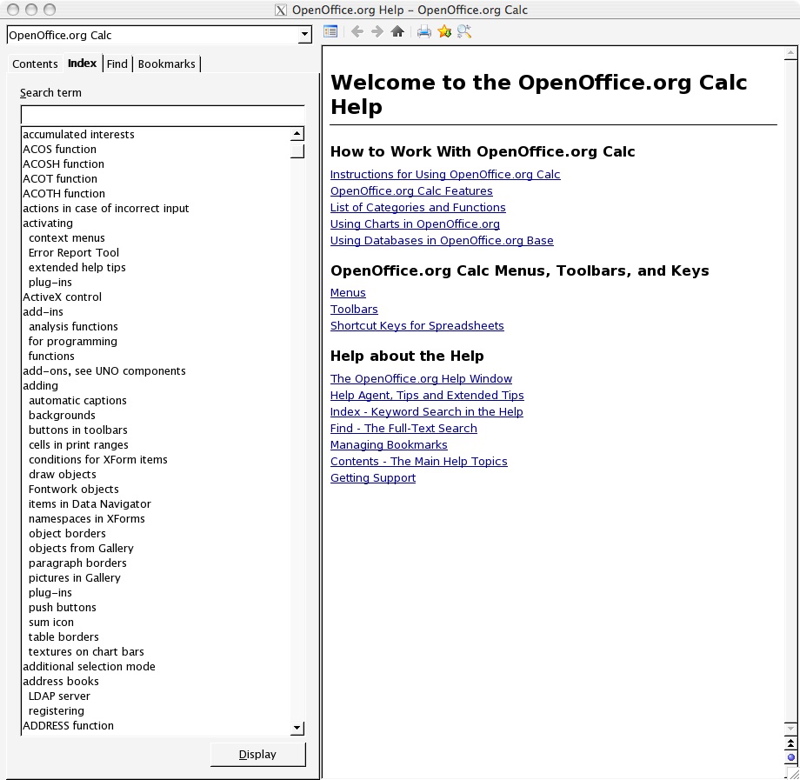 OpenOffice.org Help – OpenOffice.org Calc
OpenOffice.org Calc
Contents Index Find Bookmarks
Search term
accumulated interests
ACOS function
ACOSH function
ACOT function
ACOTH function
actions in case of incorrect input
activating
context menus
Error Report Tool
extended help tips
plug-ins
ActiveX control
add-ins
analysis functions
for programming
functions
add-ons, see UNO components
adding
automatic captions
backgrounds
buttons in toolbars
cells in print ranges
conditions for XForm items
draw objects
Fontwork objects
items in Data Navigator
namespaces in XForms
object borders
objects from Gallery
paragraph borders
pictures in Gallery
plug-ins
push buttons
sum icon
table borders
textures on chart bars
additional selection mode
address books
LDAP server
registering
ADDRESS function
Display
Welcome to the OpenOffice.org Calc
Help
How to Work With OpenOffice.org Calc
Instructions for Using OpenOffice.org Calc
OpenOffice.org Calc Features
List of Categories and Functions
Using Charts in OpenOffice.org
Using Databases in OpenOffice.org Base
OpenOffice.org Calc Menus, Toolbars, and Keys
Menus
Toolbars
Shortcut Keys for Spreadsheets
Help about the Help
The OpenOffice.org Help Window
Help Agent, Tips and Extended Tips
Index - Keyword Search in the Help
Find - The Full-Text Search
Managing Bookmarks
Contents - The Main Help Topics
Getting Support